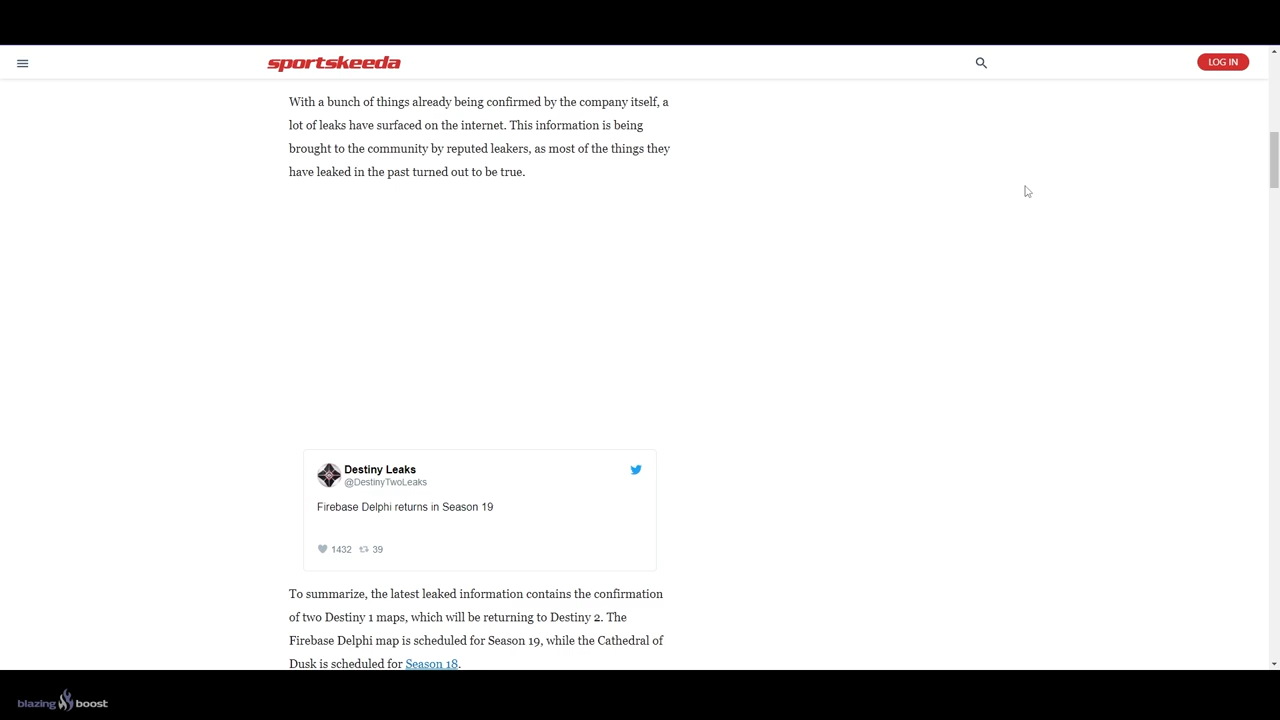 sportskeeda
LOG IN
With a bunch of things already being confirmed by the company itself, a
lot of leaks have surfaced on the internet. This information is being
brought to the community by reputed leakers, as most of the things they
have leaked in the past turned out to be true.
Destiny Leaks
@DestinyTwoLeaks
Firebase Delphi returns in Season 19
1432 39
To summarize, the latest leaked information contains the confirmation
of two Destiny 1 maps, which will be returning to Destiny 2. The
Firebase Delphi map is scheduled for Season 19, while the Cathedral of
Dusk is scheduled for Season 18.
blazing boost